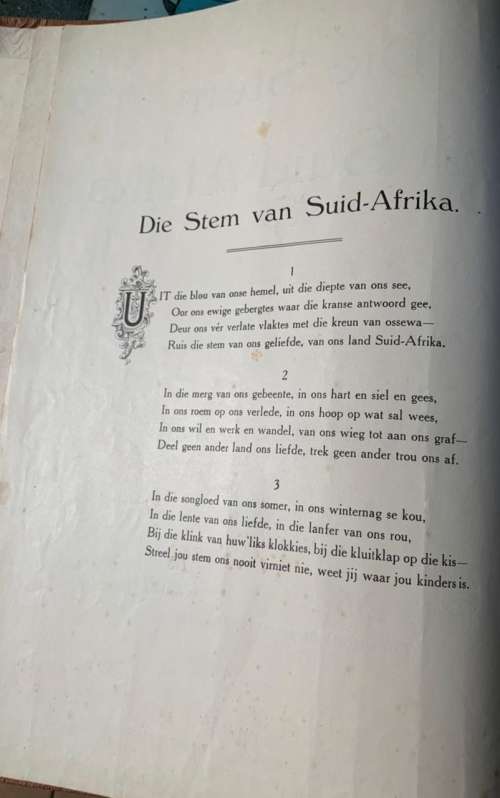 Die Stem van Suid-Afrika.
1
UIT die blou van onse hemel, uit die diepte van ons see,
Oor ons ewige gebergtes waar die kranse antwoord gee,
Deur ons vér verlate vlaktes met die kreun van ossewa—
Ruis die stem van ons geliefde, van ons land Suid-Afrika.
2
In die merg van ons gebeente, in ons hart en siel en gees,
In ons roem op ons verlede, in ons hoop op wat sal wees,
In ons wil en werk en wandel, van ons wieg tot aan ons graf—
Deel geen ander land ons liefde, trek geen ander trou ons af.
3
In die songloed van ons somer, in ons winternag se kou,
In die lente van ons liefde, in die lanfer van ons rou,
Bij die klink van huw'liks klokkies, bij die kluitklap op die kis—
Streel jou stem ons nooit virniet nie, weet jij waar jou kinders is.